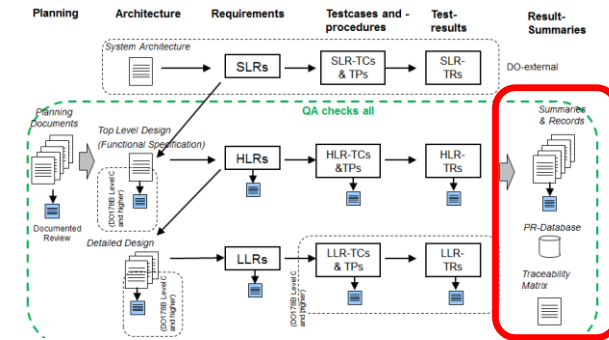 Planning
Architecture
Requirements
Testcases and -
procedures
Test-
results
Result-
Summaries
System Architecture
SLRs
SLR-TCs
& TPs
SLR-
TRs
DO-external
QA checks all
Planning
Documents
Documented
Review
Top Level Design
(Functional Specification)
(DO178B Level C
and higher)
HLRs
HLR-TCs
&TPs
HLR-
TRs
Detailed Design
(DO178B Level C
and higher)
LLRs
(DO178B Level C
and higher)
LLR-TCs
& TPs
LLR-
TRs
Summaries
& Records
PR-Database
Traceability
Matrix